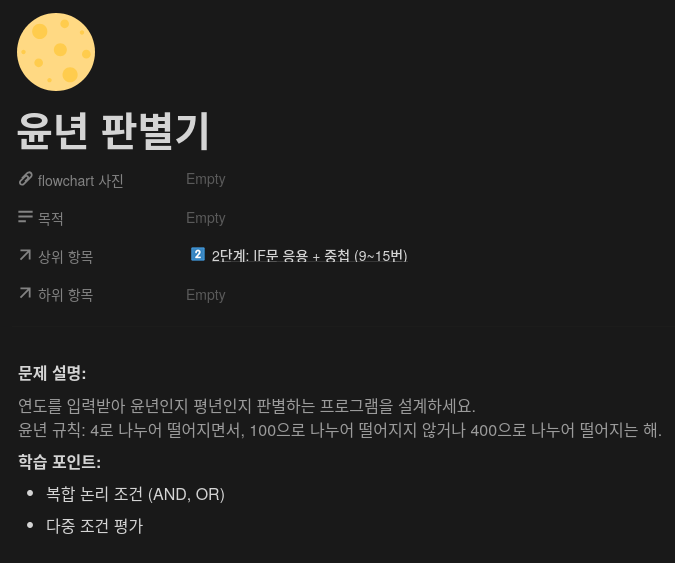 윤년 판별기
flowchart 사진 Empty
목적 Empty
상위 항목 2 2단계: IF문 응용 + 중첩 (9~15번)
하위 항목 Empty
문제 설명:
연도를 입력받아 윤년인지 평년인지 판별하는 프로그램을 설계하세요.
윤년 규칙: 4로 나누어 떨어지면서, 100으로 나누어 떨어지지 않거나 400으로 나누어 떨어지는 해.
학습 포인트:
• 복합 논리 조건 (AND, OR)
• 다중 조건 평가